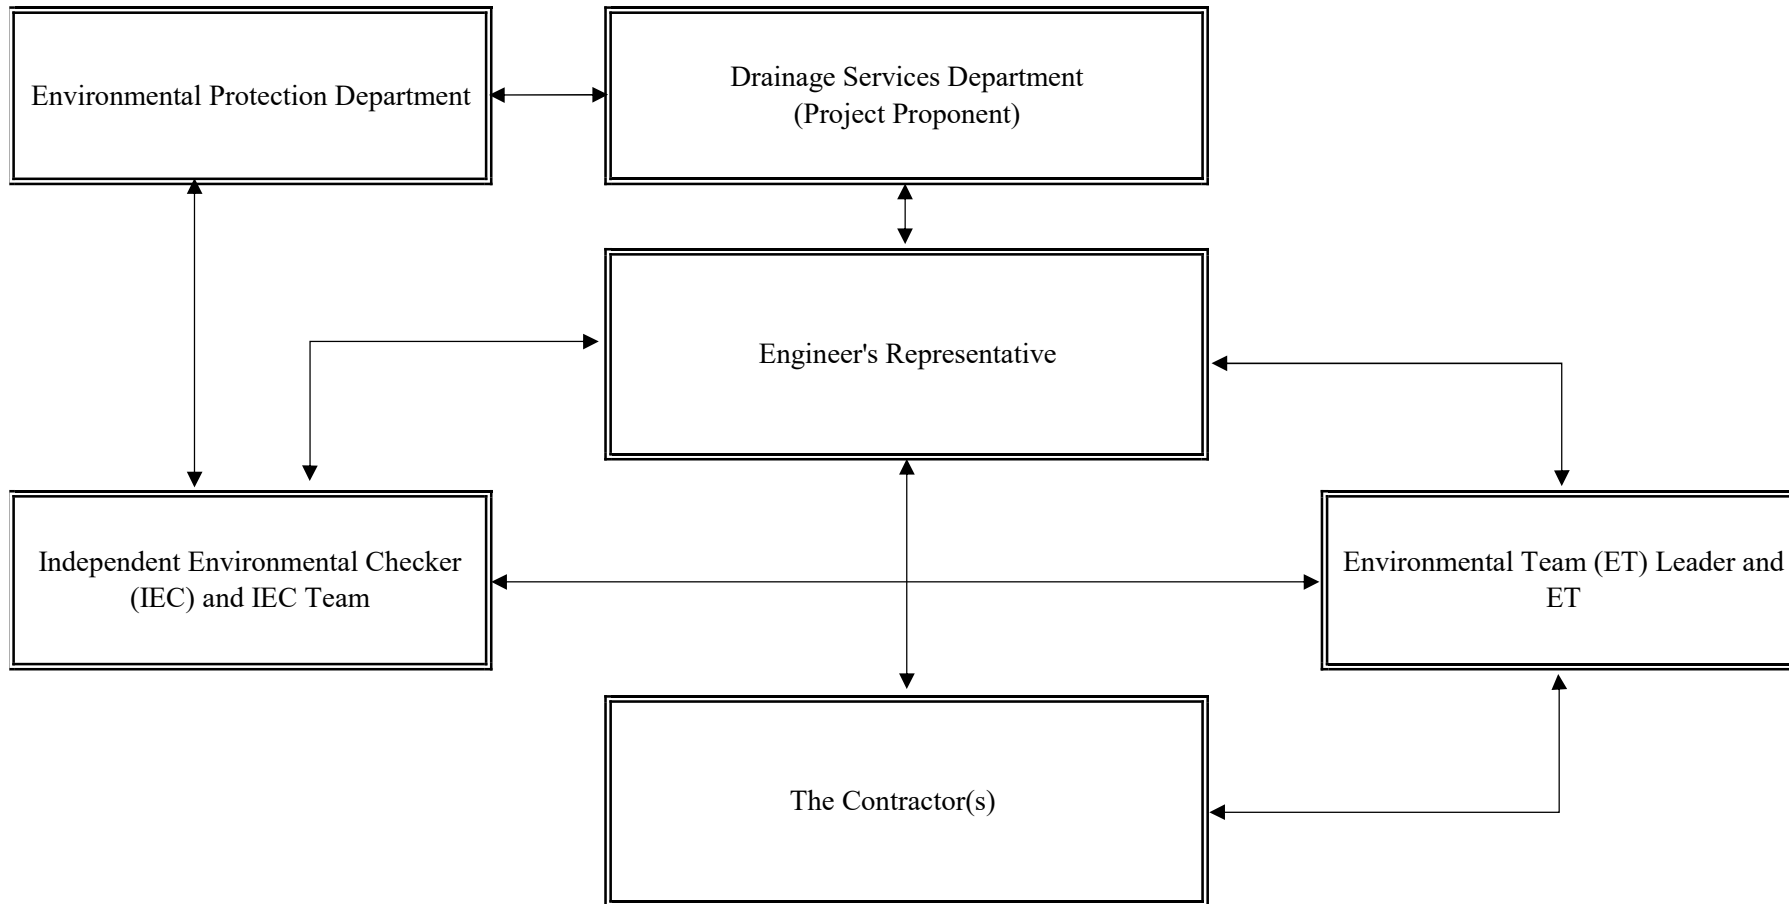 Environmental Protection Department
Drainage Services Department
(Project Proponent)
Engineer's Representative
Independent Environmental Checker
(IEC) and IEC Team
Environmental Team (ET) Leader and
ET
The Contractor(s)